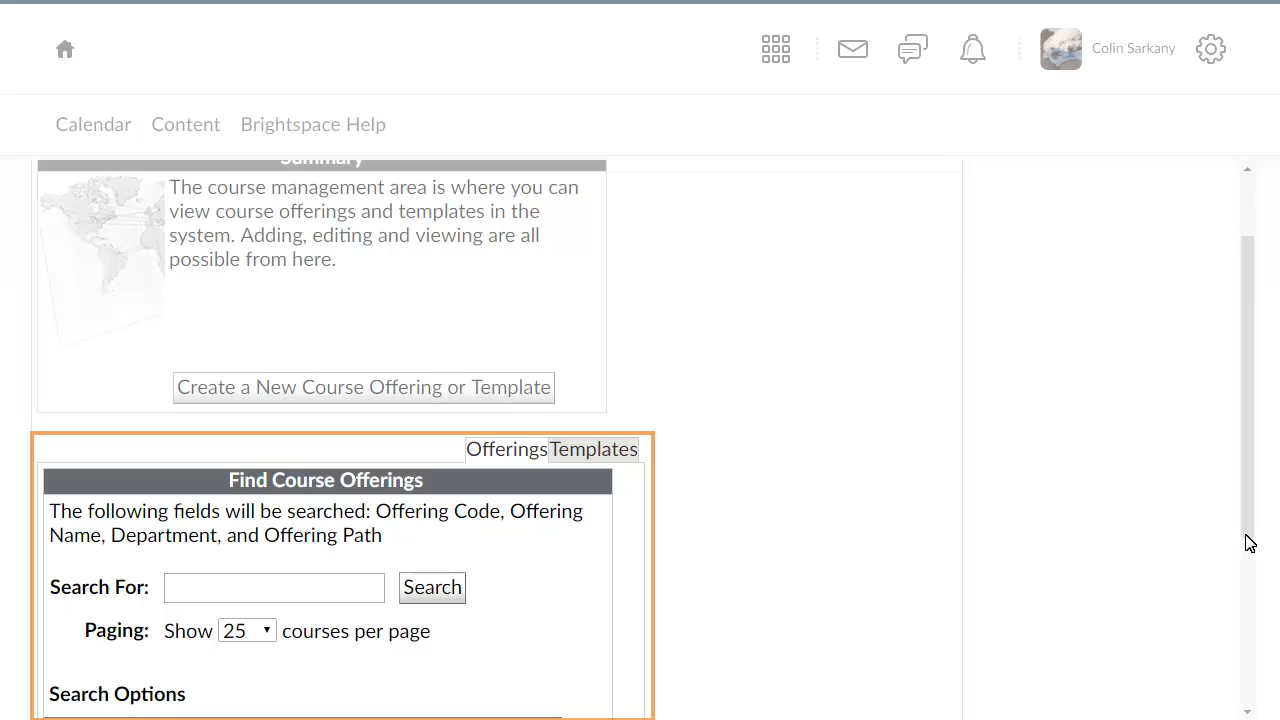 Colin Sarkany
Calendar Content Brightspace Help
Summary
The course management area is where you can
view course offerings and templates in the
system. Adding, editing and viewing are all
possible from here.
Create a New Course Offering or Template
Offerings Templates
Find Course Offerings
The following fields will be searched: Offering Code, Offering
Name, Department, and Offering Path
Search For: Search
Paging: Show 25 courses per page
Search Options